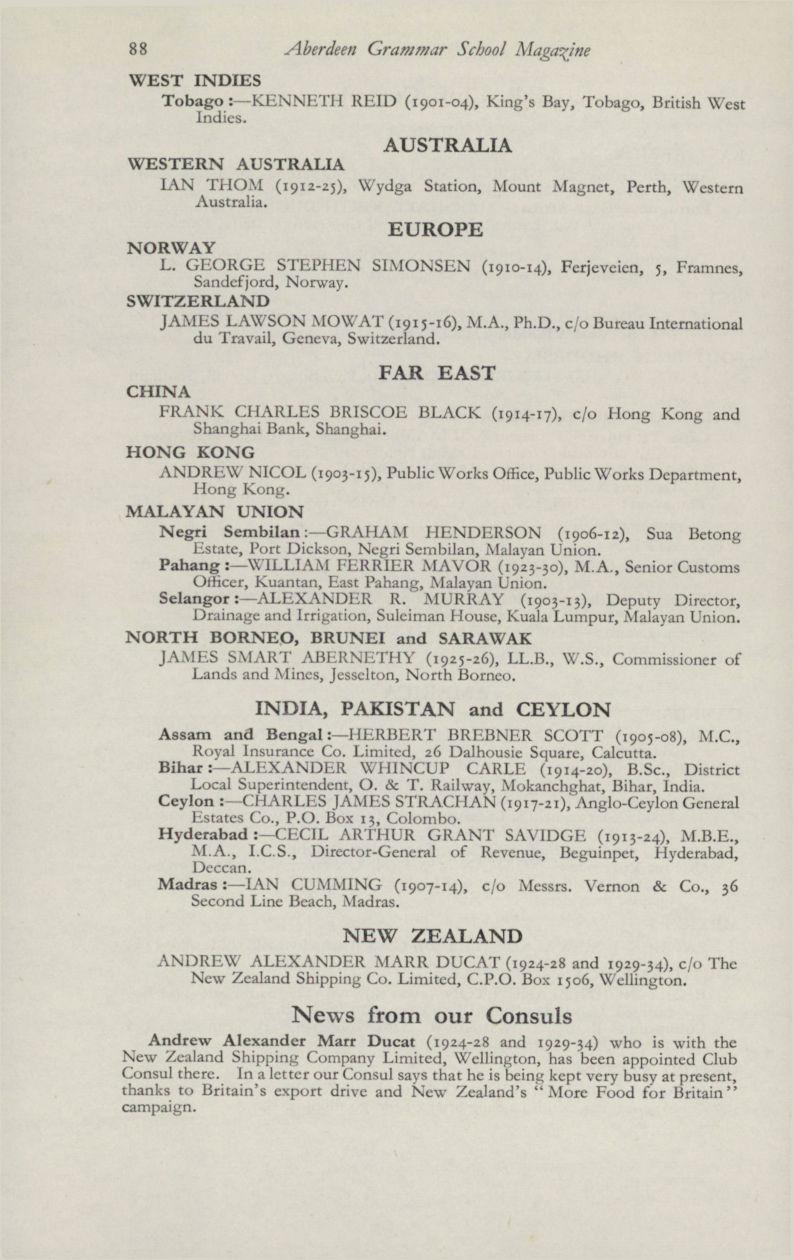 88 Aberdeen Grammar School Magazine
WEST INDIES
Tobago :—KENNETH REID (1901-04), King's Bay, Tobago, British West
Indies.
AUSTRALIA
WESTERN AUSTRALIA
IAN THOM (1912-25), Wydga Station, Mount Magnet, Perth, Western
Australia.
EUROPE
NORWAY
L. GEORGE STEPHEN SIMONSEN (1910-14), Ferjeveien, 5, Framnes,
Sandefjord, Norway.
SWITZERLAND
JAMES LAWSON MOWAT (1915-16), M.A., Ph.D., c/o Bureau International
du Travail, Geneva, Switzerland.
FAR EAST
CHINA
FRANK CHARLES BRISCOE BLACK (1914-17), c/o Hong Kong and
Shanghai Bank, Shanghai.
HONG KONG
ANDREW NICOL (1903-15), Public Works Office, Public Works Department,
Hong Kong.
MALAYAN UNION
Negri Sembilan :—GRAHAM HENDERSON (1906-12), Sua Betong
Estate, Port Dickson, Negri Sembilan, Malayan Union.
Pahang :—WILLIAM FERRIER MAVOR (1923-30), M.A., Senior Customs
Officer, Kuantan, East Pahang, Malayan Union.
Selangor :—ALEXANDER R. MURRAY (1903-13), Deputy Director,
Drainage and Irrigation, Suleiman House, Kuala Lumpur, Malayan Union.
NORTH BORNEO, BRUNEI and SARAWAK
JAMES SMART ABERNETHY (1925-26), LL.B., W.S., Commissioner of
Lands and Mines, Jesselton, North Borneo.
INDIA, PAKISTAN and CEYLON
Assam and Bengal :—HERBERT BREBNER SCOTT (1905-08), M.C.,
Royal Insurance Co. Limited, 26 Dalhousie Square, Calcutta.
Bihar :—ALEXANDER WHINCUP CARLE (1914-20), B.Sc., District
Local Superintendent, O. & T. Railway, Mokanchghat, Bihar, India.
Ceylon :—CHARLES JAMES STRACHAN (1917-21), Anglo-Ceylon General
Estates Co., P.O. Box 13, Colombo.
Hyderabad :—CECIL ARTHUR GRANT SAVIDGE (1913-24), M.B.E.,
M.A., I.C.S., Director-General of Revenue, Beguinpet, Hyderabad,
Deccan.
Madras :—IAN CUMMING (1907-14), c/o Messrs. Vernon & Co., 36
Second Line Beach, Madras.
NEW ZEALAND
ANDREW ALEXANDER MARR DUCAT (1924-28 and 1929-34), c/o The
New Zealand Shipping Co. Limited, C.P.O. Box 1506, Wellington.
News from our Consuls
Andrew Alexander Marr Ducat (1924-28 and 1929-34) who is with the
New Zealand Shipping Company Limited, Wellington, has been appointed Club
Consul there. In a letter our Consul says that he is being kept very busy at present,
thanks to Britain's export drive and New Zealand's "More Food for Britain"
campaign.